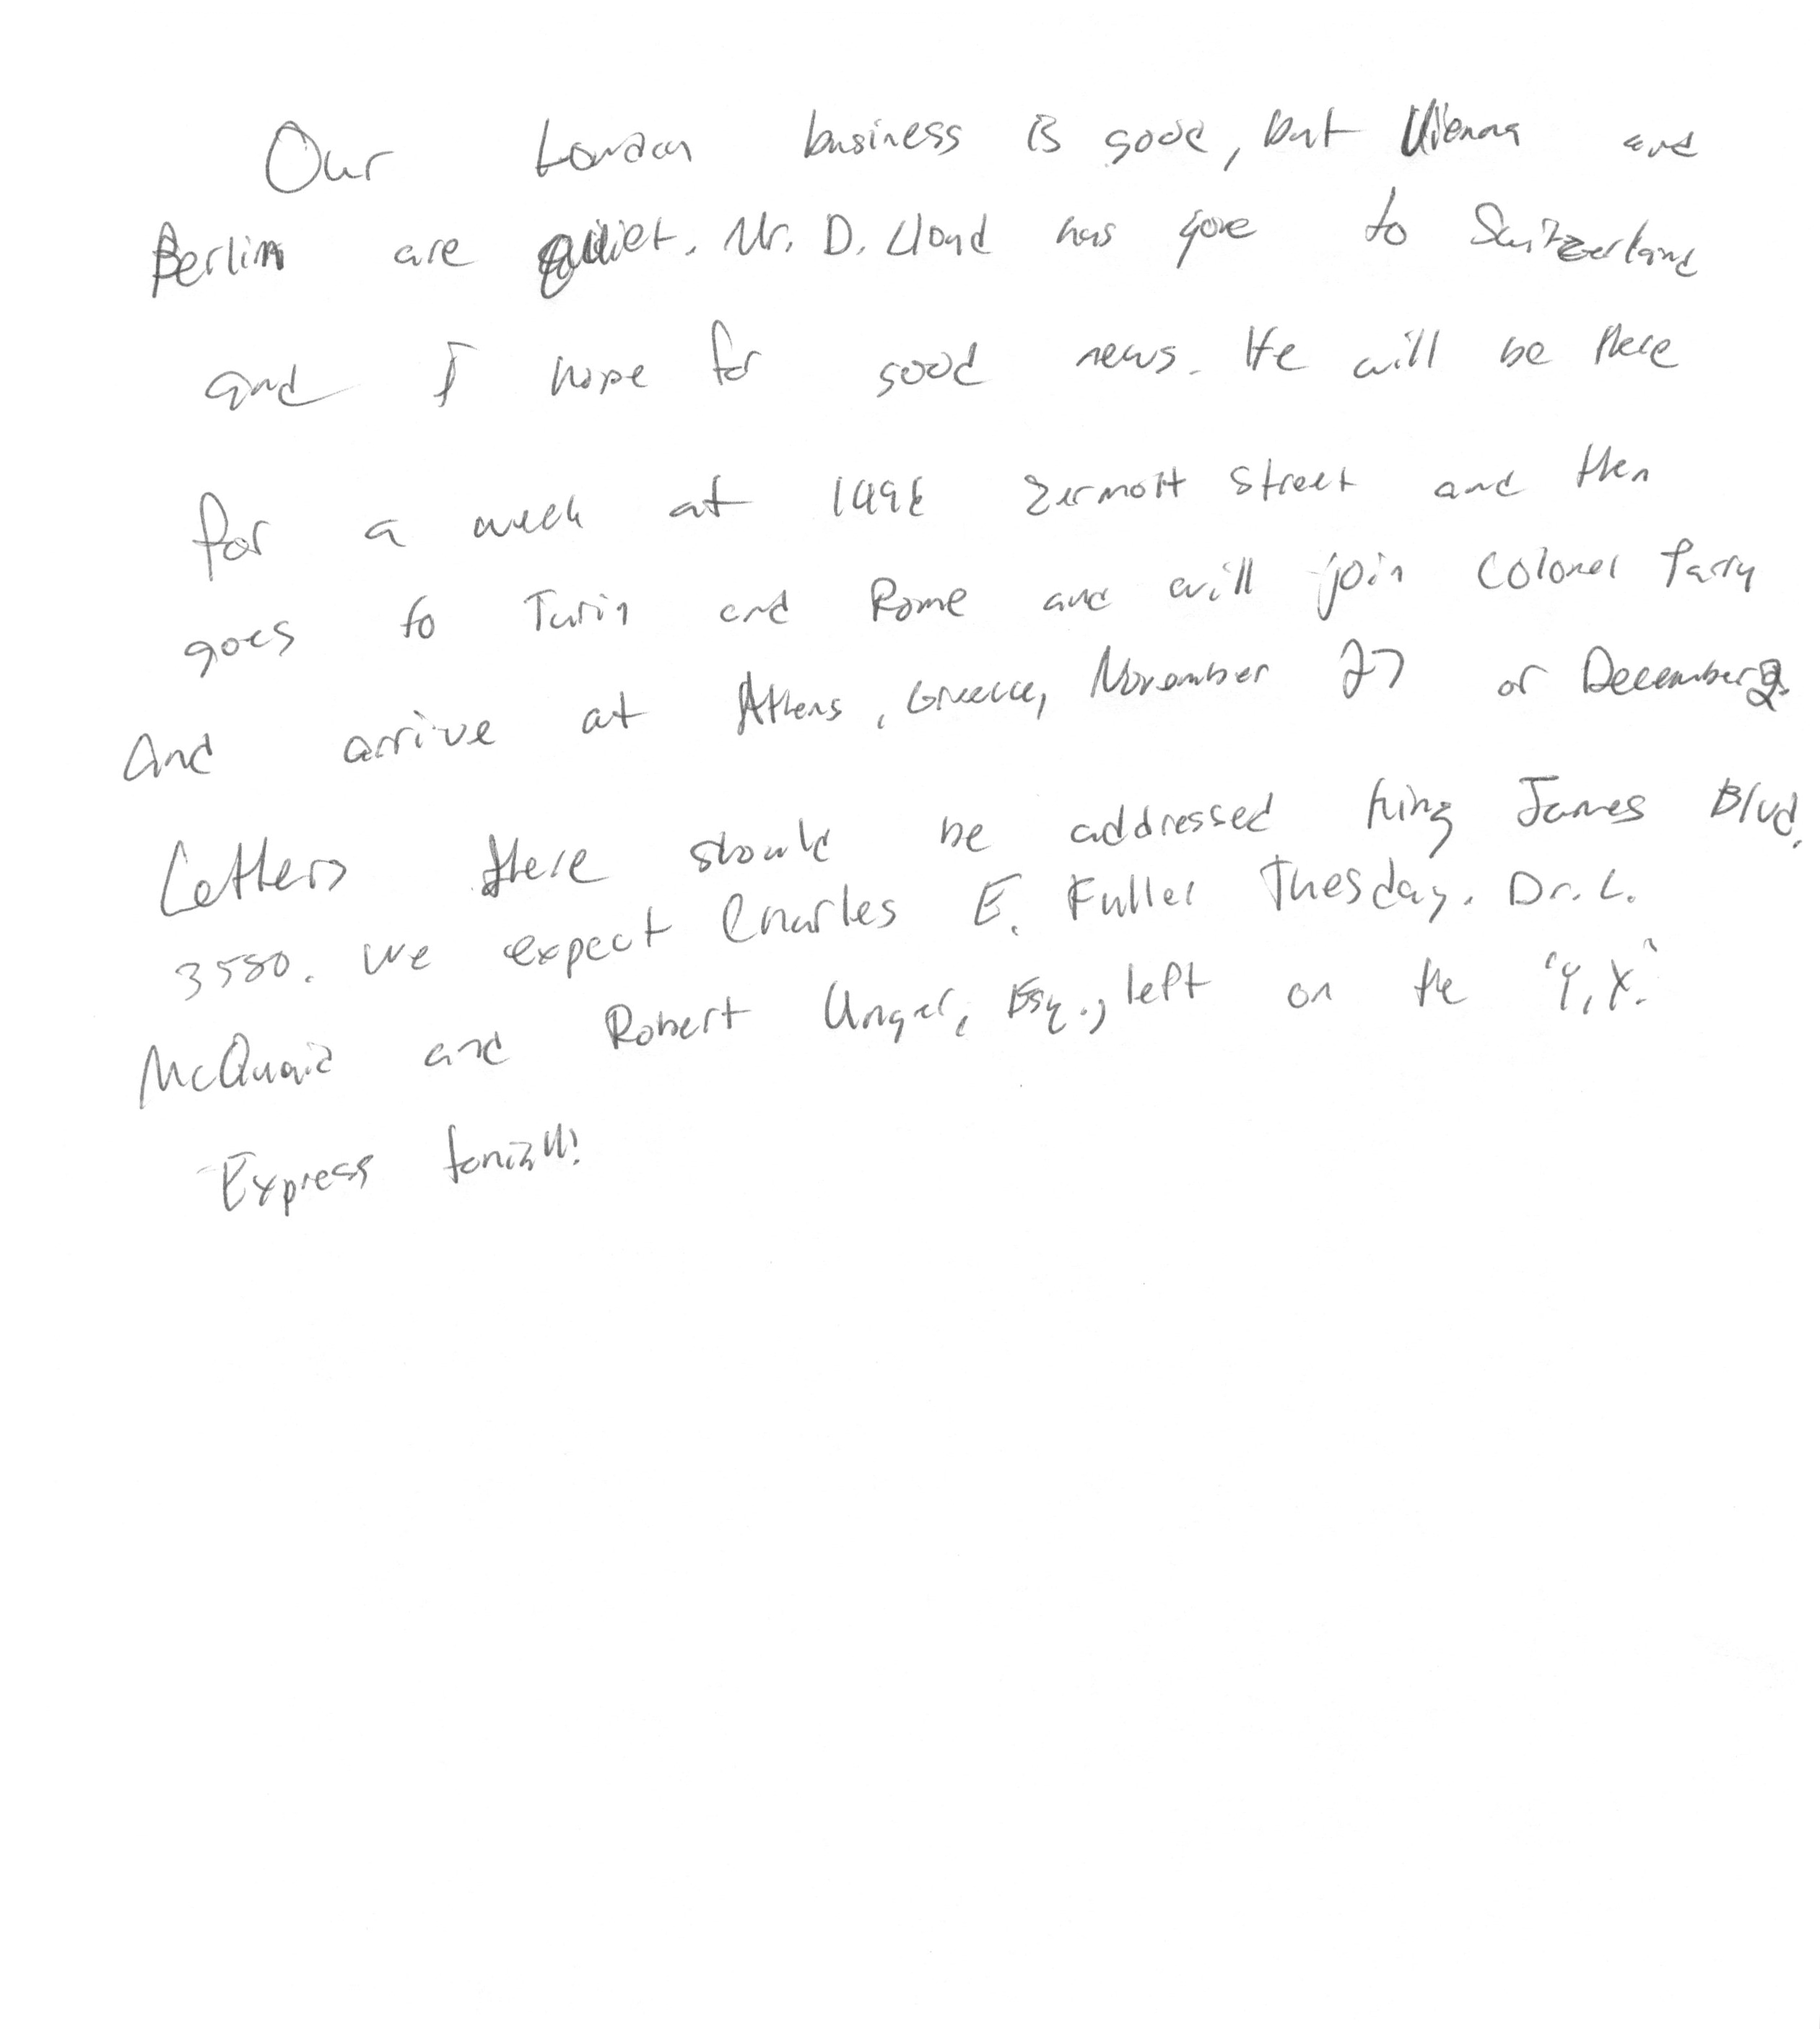 Our London business is good, but Vienna and
Berlin are quiet. Mr. D. Lloyd has gone to Switzerland
and I hope for good news. He will be there
for a week at 1496 Zermott Street and then
goes to Turin and Rome and will join Colonel Parry
and arrive at Athens, Greece, November 27 or December 2.
Letters there should be addressed King James Blvd.
3580. We expect Charles E. Fuller Tuesday. Dr. L.
McQuaid and Robert Unger, Esq., left on the "Y.X."
Express tonight!